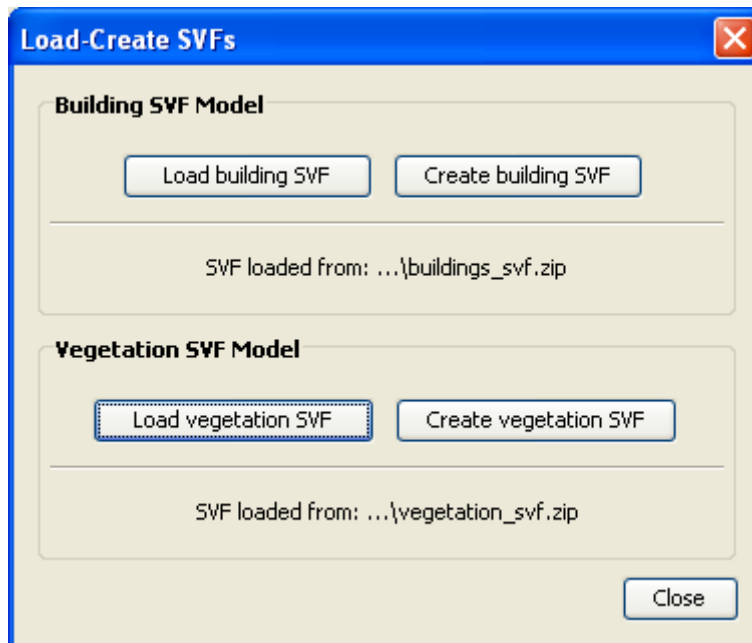 Load-Create SVFs
Building SVF Model
Load building SVF Create building SVF
SVF loaded from: ...\buildings_svf.zip
Vegetation SVF Model
Load vegetation SVF Create vegetation SVF
SVF loaded from: ...\vegetation_svf.zip
Close